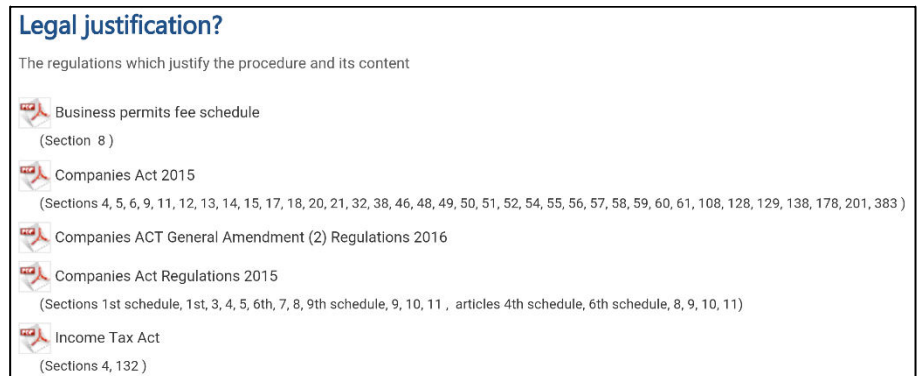 Legal justification?
The regulations which justify the procedure and its content
Business permits fee schedule
(Section 8 )
Companies Act 2015
(Sections 4, 5, 6, 9, 11, 12, 13, 14, 15, 17, 18, 20, 21, 32, 38, 46, 48, 49, 50, 51, 52, 54, 55, 56, 57, 58, 59, 60, 61, 108, 128, 129, 138, 178, 201, 383 )
Companies ACT General Amendment (2) Regulations 2016
Companies Act Regulations 2015
(Sections 1st schedule, 1st, 3, 4, 5, 6th, 7, 8, 9th schedule, 9, 10, 11 , articles 4th schedule, 6th schedule, 8, 9, 10, 11)
Income Tax Act
(Sections 4, 132 )